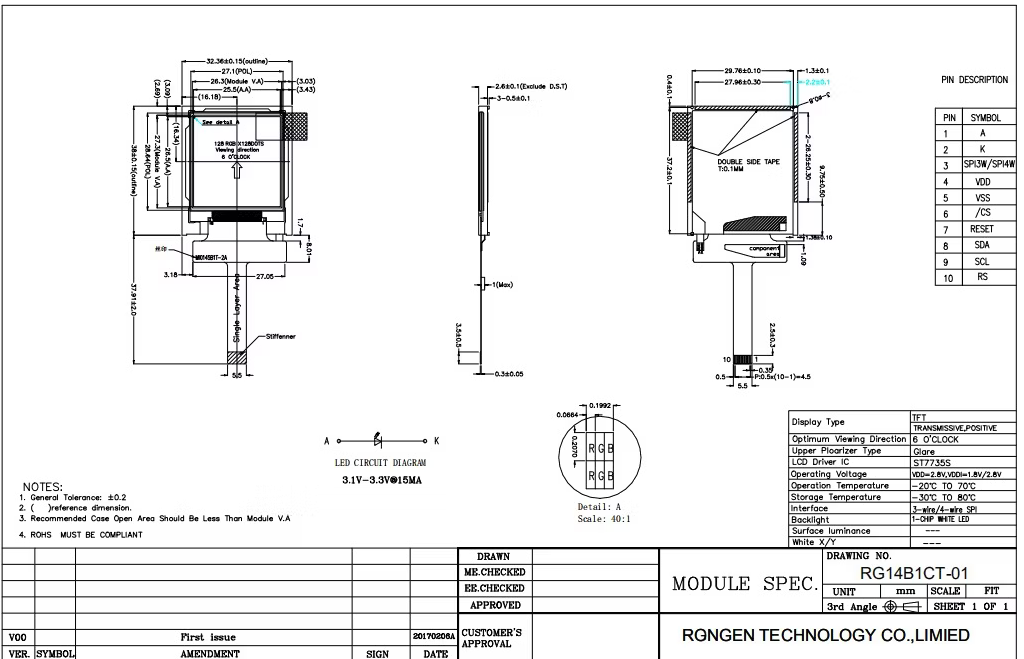 32.36±0.15(outline)
27.1(POL)
26.3(Module V.A)
(3.03)
25.5(A.A)
(3.43)
(16.18)
(2.69)
(3.09)
(16.34)
See detail A
128 RGB X128DOTS
Viewing direction
6 O'CLOCK
38±0.15(outline)
28.64(POL)
27.3(Module V.A)
26.5(A.A)
1.7
8.01
丝印
3.18
27.05
37.91±2.0
Single Layer Area
Stiffenner
5.5
2.6±0.1(Exclude D.S.T)
3-0.5±0.1
1(Max)
3.5±0.5
0.3±0.05
29.76±0.10
1.3±0.1
27.96±0.30
2.2±0.1
0.4±0.1
37.2±0.1
DOUBLE SIDE TAPE
T:0.1MM
2-26.25±0.30
9.75±0.50
1.38±0.10
component
area
1.09
2.5±0.3
10
1
0.35
0.5
P:0.5x(10-1)=4.5
5.5
PIN DESCRIPTION
PIN SYMBOL
1 A
2 K
3 SPI3W/SPI4W
4 VDD
5 VSS
6 /CS
7 RESET
8 SDA
9 SCL
10 RS
A K
LED CIRCUIT DIAGRAM
3.1V-3.3V@15MA
0.1992
0.0664
0.2070
R G B
R G B
Detail: A
Scale: 40:1
Display Type TFT
TRANSMISSIVE,POSITIVE
Optimum Viewing Direction 6 O'CLOCK
Upper Ploarizer Type Glare
LCD Driver IC ST7735S
Operating Voltage VDD=2.8V,VDDI=1.8V/2.8V
Operation Temperature -20℃ TO 70℃
Storage Temperature -30℃ TO 80℃
Interface 3-wire/4-wire SPI
Backlight 1-CHIP WHITE LED
Surface luminance ---
White X/Y ---
NOTES:
1. General Tolerance: ±0.2
2. ( )reference dimension.
3. Recommended Case Open Area Should Be Less Than Module V.A
4. ROHS MUST BE COMPLIANT
V00 First issue 20170206A
VER. SYMBOL AMENDMENT SIGN DATE
DRAWN
ME.CHECKED
EE.CHECKED
APPROVED
CUSTOMER'S
APPROVAL
MODULE SPEC.
DRAWING NO.
RG14B1CT-01
UNIT mm SCALE FIT
3rd Angle SHEET 1 OF 1
RGNGEN TECHNOLOGY CO.,LIMIED